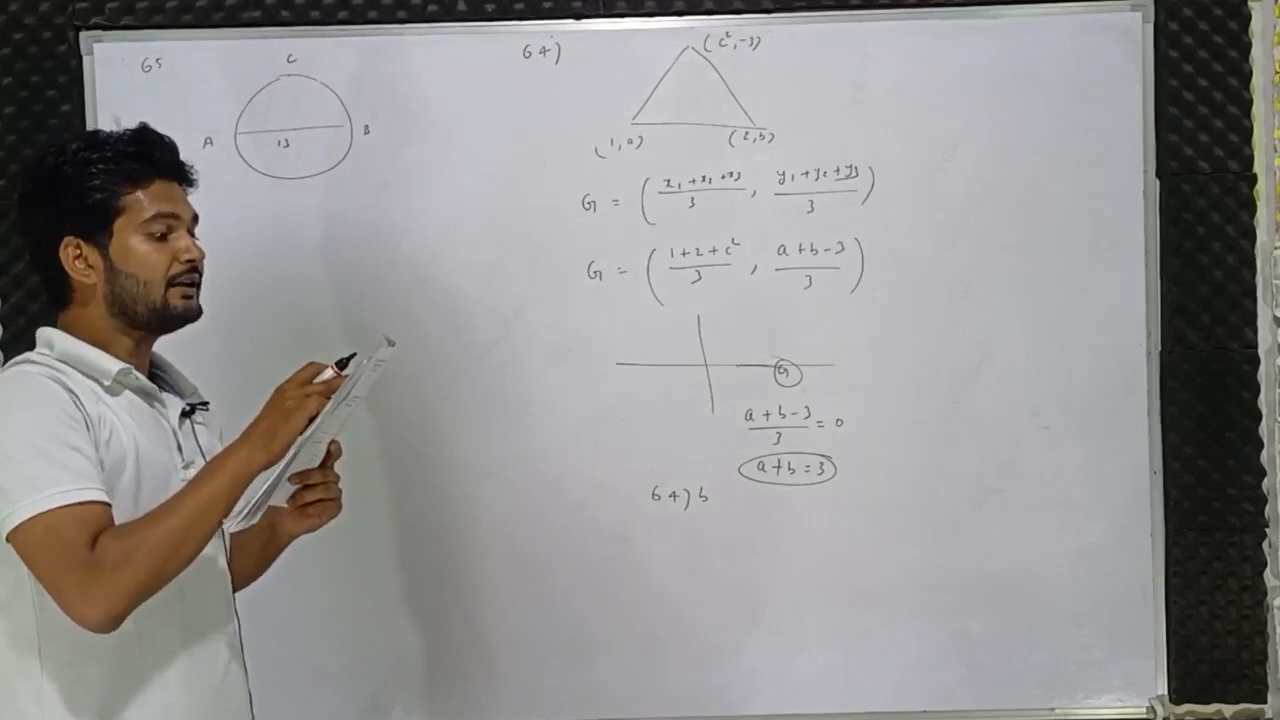 65
C
A
B
13
64)
(c², -3)
(1, a)
(2, b)
G = ( x₁ + x₂ + x₃ / 3 , y₁ + y₂ + y₃ / 3 )
G = ( 1 + 2 + c² / 3 , a + b - 3 / 3 )
G
a + b - 3 / 3 = 0
a + b = 3
64) b